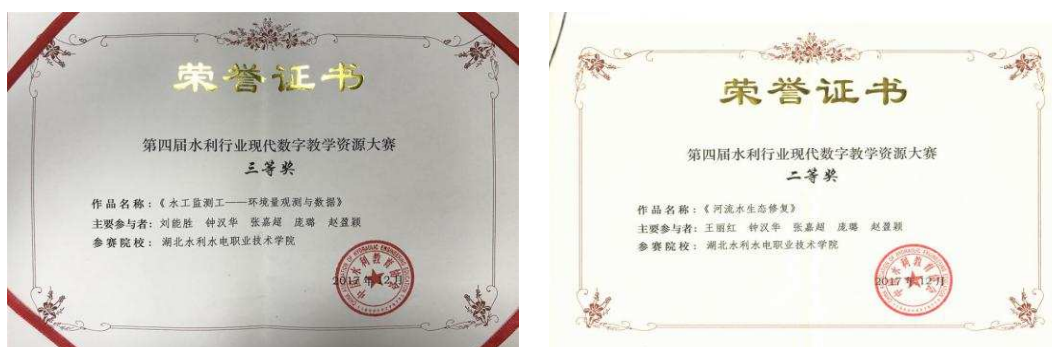 荣誉证书
第四届水利行业现代数字教学资源大赛
三等奖
作品名称：《水工监测工——环境量观测与数据》
主要参与者：刘能胜 钟汉华 张嘉超 庞璐 赵盈颖
参赛院校：湖北水利水电职业技术学院
2017年12月
荣誉证书
第四届水利行业现代数字教学资源大赛
二等奖
作品名称：《河流水生态修复》
主要参与者：王丽红 钟汉华 张嘉超 庞璐 赵盈颖
参赛院校：湖北水利水电职业技术学院
2017年12月